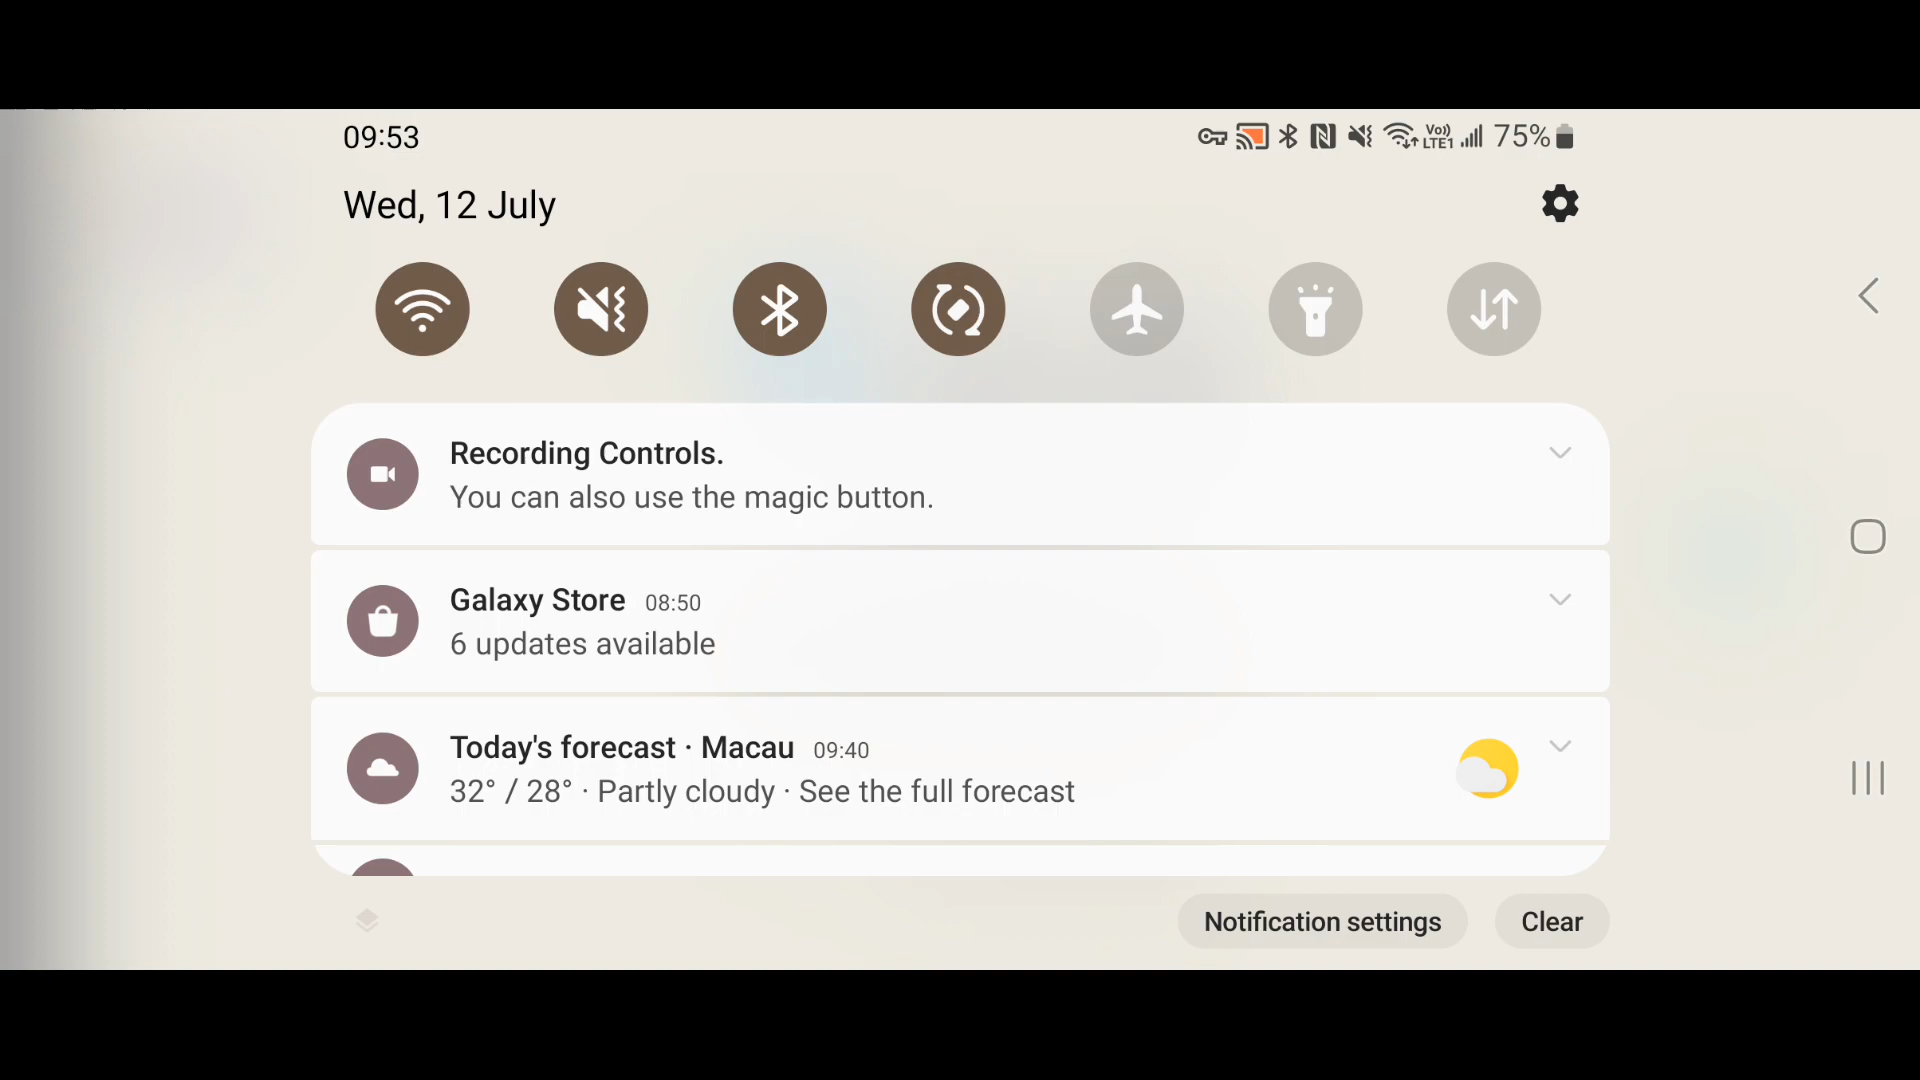 09:53
Vo)) LTE1 75%
Wed, 12 July
Recording Controls.
You can also use the magic button.
Galaxy Store 08:50
6 updates available
Today's forecast · Macau 09:40
32° / 28° · Partly cloudy · See the full forecast
Notification settings Clear